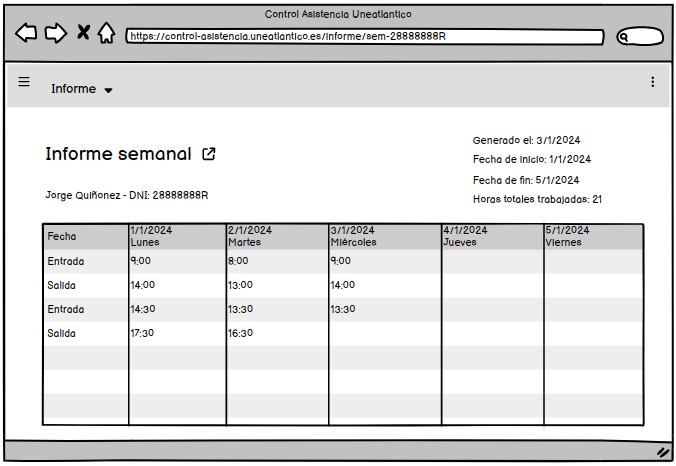 Control Asistencia Uneatlantico
https://control-asistencia.uneatlantico.es/informe/sem-28888888R
Informe
Informe semanal
Generado el: 3/1/2024
Fecha de inicio: 1/1/2024
Fecha de fin: 5/1/2024
Horas totales trabajadas: 21
Jorge Quiñonez - DNI: 28888888R
Fecha 1/1/2024 Lunes 2/1/2024 Martes 3/1/2024 Miércoles 4/1/2024 Jueves 5/1/2024 Viernes
Entrada 9:00 8:00 9:00
Salida 14:00 13:00 14:00
Entrada 14:30 13:30 13:30
Salida 17:30 16:30